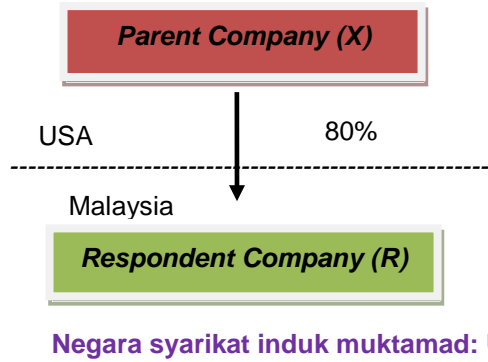 Parent Company (X)
USA 80%
Malaysia
Respondent Company (R)
Negara syarikat induk muktamad: